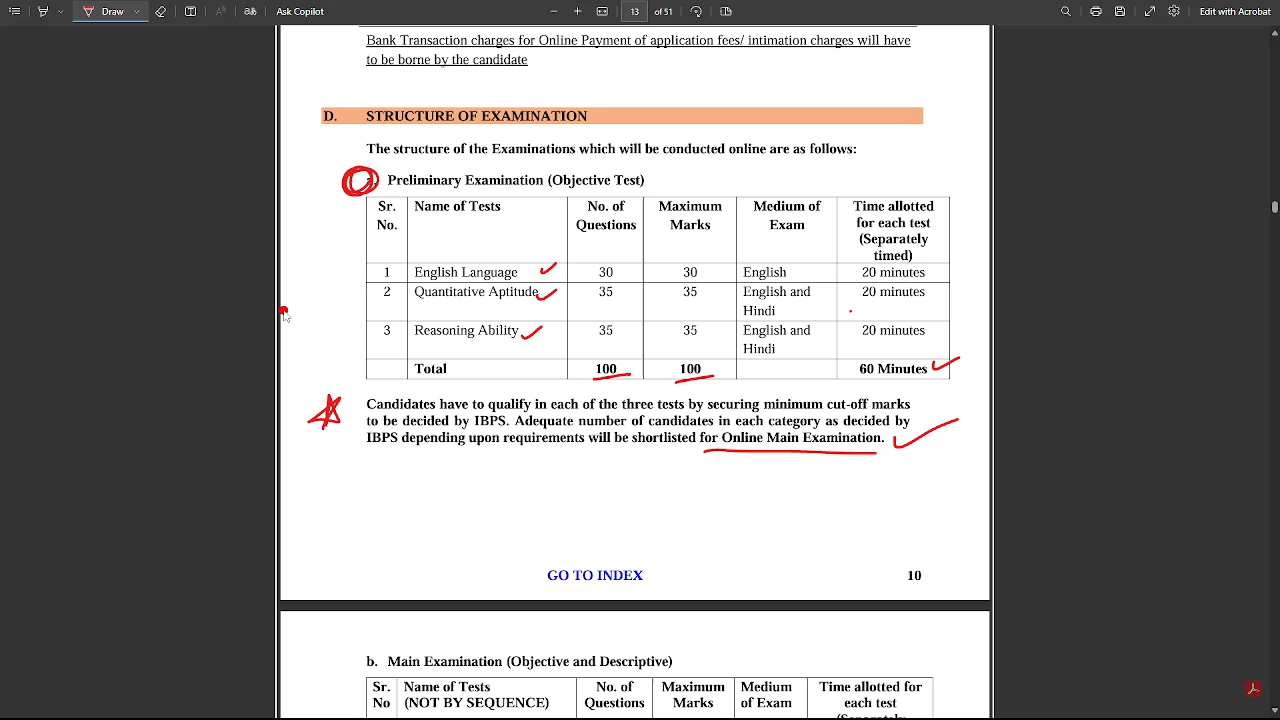 Draw
Ask Copilot
13
of 51
Edit with Acrobat
Bank Transaction charges for Online Payment of application fees/ intimation charges will have
to be borne by the candidate
D. STRUCTURE OF EXAMINATION
The structure of the Examinations which will be conducted online are as follows:
Preliminary Examination (Objective Test)
Sr. No. Name of Tests No. of Questions Maximum Marks Medium of Exam Time allotted for each test (Separately timed)
1 English Language 30 30 English 20 minutes
2 Quantitative Aptitude 35 35 English and Hindi 20 minutes
3 Reasoning Ability 35 35 English and Hindi 20 minutes
Total 100 100 60 Minutes
Candidates have to qualify in each of the three tests by securing minimum cut-off marks
to be decided by IBPS. Adequate number of candidates in each category as decided by
IBPS depending upon requirements will be shortlisted for Online Main Examination.
GO TO INDEX
10
b. Main Examination (Objective and Descriptive)
Sr. No Name of Tests (NOT BY SEQUENCE) No. of Questions Maximum Marks Medium of Exam Time allotted for each test